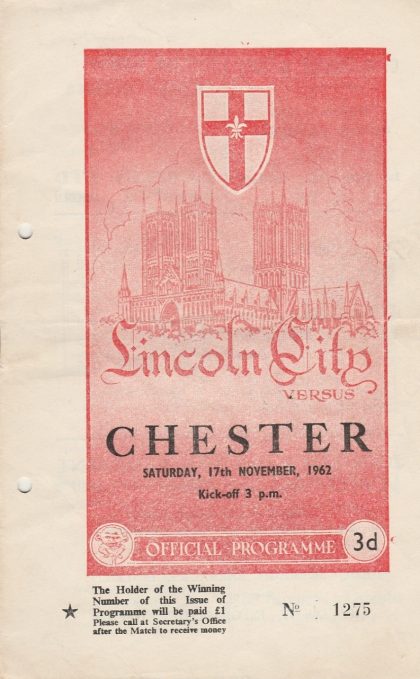 Lincoln City
VERSUS
CHESTER
SATURDAY, 17th NOVEMBER, 1962
Kick-off 3 p.m.
OFFICIAL PROGRAMME
3d
The Holder of the Winning
Number of this Issue of
Programme will be paid £1
Please call at Secretary's Office
after the Match to receive money
№ 1275